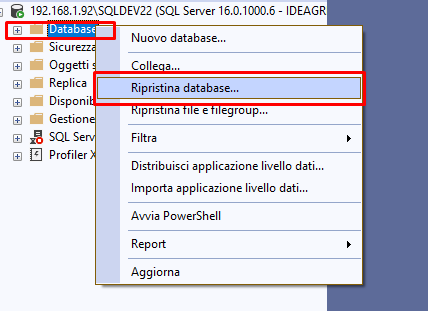 192.168.1.92\SQLDEV22 (SQL Server 16.0.1000.6 - IDEAGR
Database
Sicurezza
Oggetti s
Replica
Disponib
Gestione
SQL Serv
Profiler X
Nuovo database...
Collega...
Ripristina database...
Ripristina file e filegroup...
Filtra
Distribuisci applicazione livello dati...
Importa applicazione livello dati...
Avvia PowerShell
Report
Aggiorna